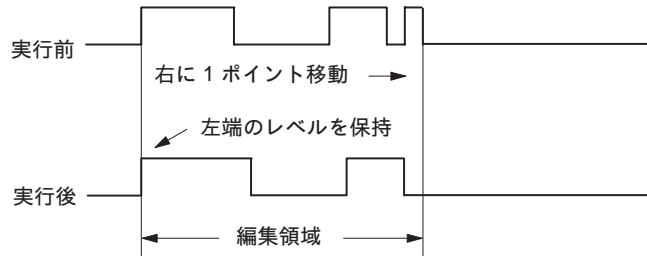 実行前
右に 1 ポイント移動
左端のレベルを保持
実行後
編集領域